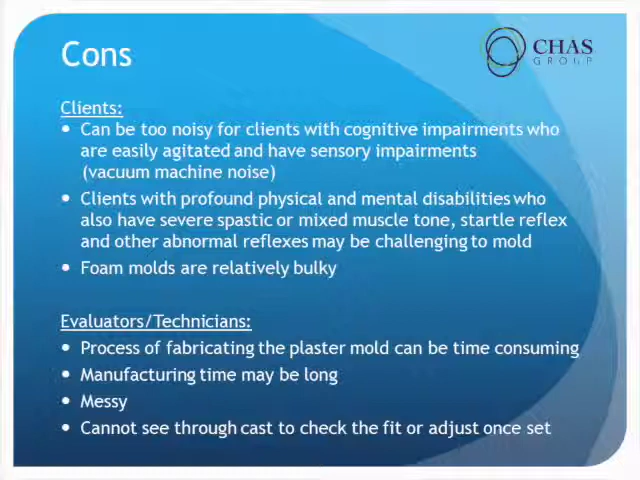 Cons
CHAS
GROUP
Clients:
• Can be too noisy for clients with cognitive impairments who
are easily agitated and have sensory impairments
(vacuum machine noise)
• Clients with profound physical and mental disabilities who
also have severe spastic or mixed muscle tone, startle reflex
and other abnormal reflexes may be challenging to mold
• Foam molds are relatively bulky
Evaluators/Technicians:
• Process of fabricating the plaster mold can be time consuming
• Manufacturing time may be long
• Messy
• Cannot see through cast to check the fit or adjust once set